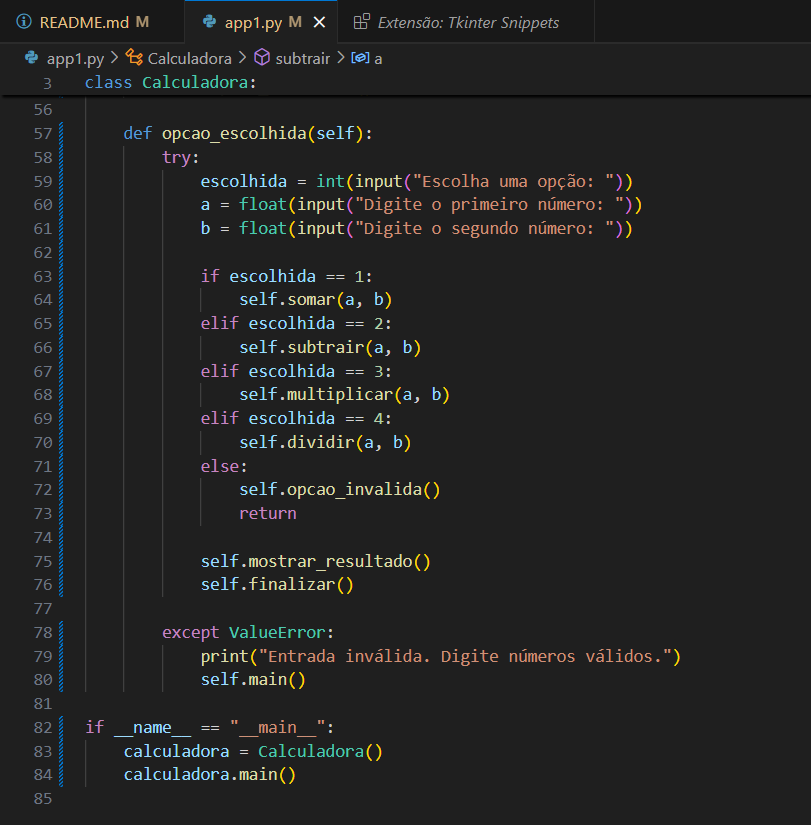 README.md M app1.py M Extensão: Tkinter Snippets
app1.py > Calculadora > subtrair > a
3 class Calculadora:
56
57 def opcao_escolhida(self):
58 try:
59 escolhida = int(input("Escolha uma opção: "))
60 a = float(input("Digite o primeiro número: "))
61 b = float(input("Digite o segundo número: "))
62
63 if escolhida == 1:
64 self.somar(a, b)
65 elif escolhida == 2:
66 self.subtrair(a, b)
67 elif escolhida == 3:
68 self.multiplicar(a, b)
69 elif escolhida == 4:
70 self.dividir(a, b)
71 else:
72 self.opcao_invalida()
73 return
74
75 self.mostrar_resultado()
76 self.finalizar()
77
78 except ValueError:
79 print("Entrada inválida. Digite números válidos.")
80 self.main()
81
82 if __name__ == "__main__":
83 calculadora = Calculadora()
84 calculadora.main()
85